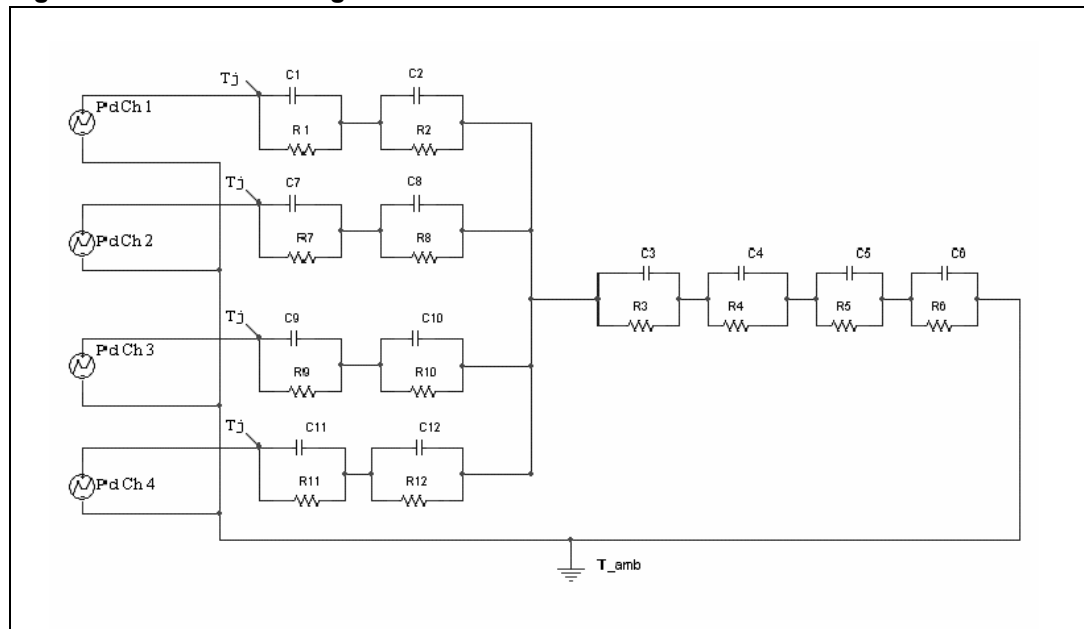 Tj
C1
C2
PdCh1
R1
R2
Tj
C7
C8
PdCh2
R7
R8
C3
C4
C5
C6
R3
R4
R5
R6
Tj
C9
C10
PdCh3
R9
R10
Tj
C11
C12
PdCh4
R11
R12
T_amb